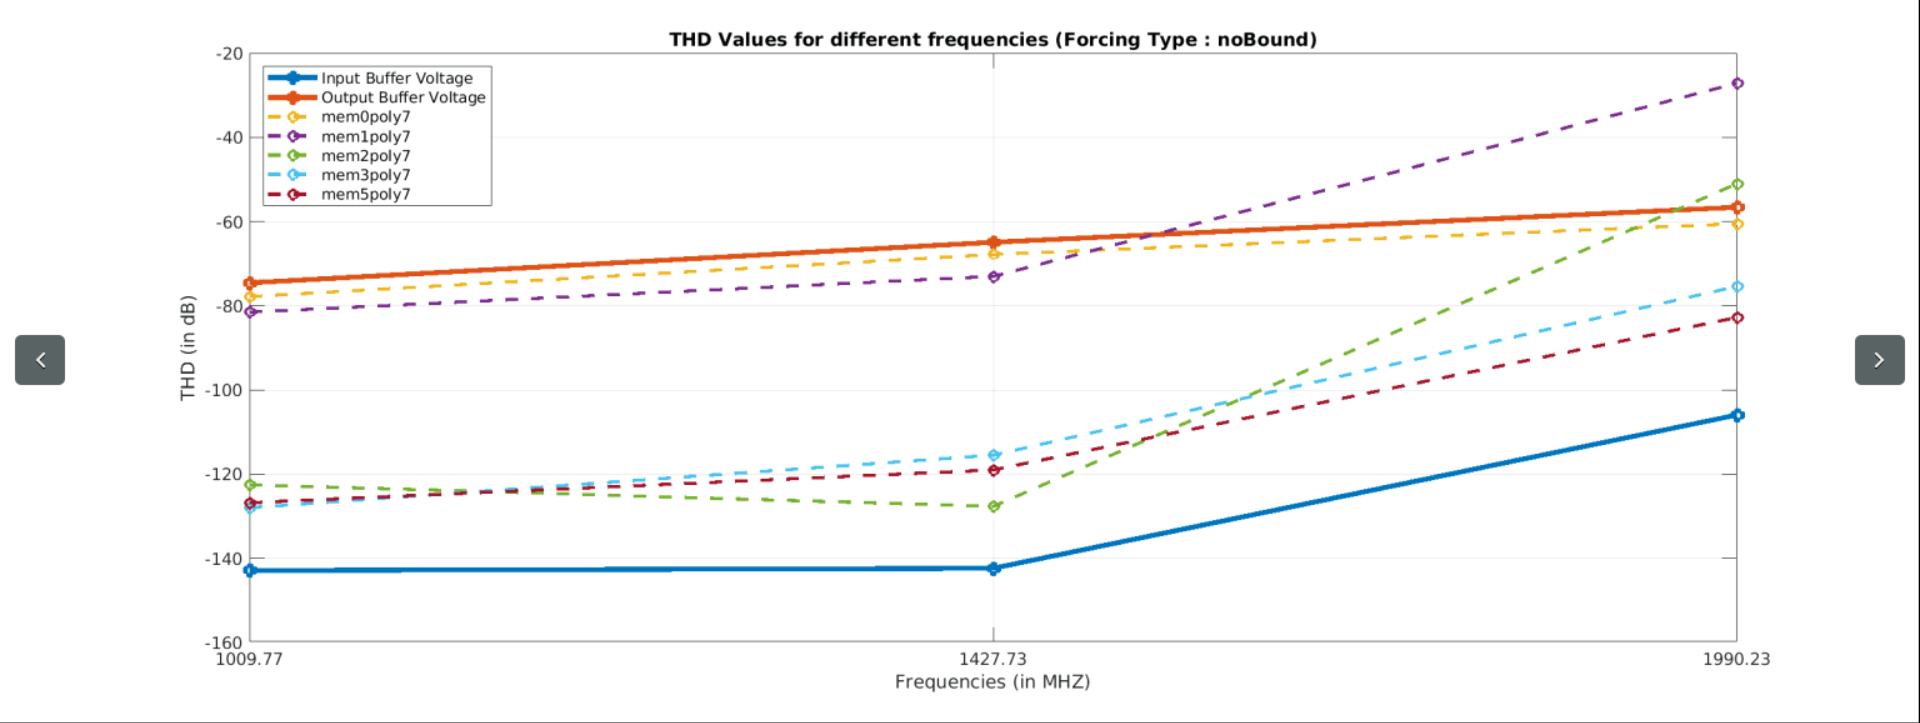 THD Values for different frequencies (Forcing Type : noBound)
-20
Input Buffer Voltage
Output Buffer Voltage
mem0poly7
mem1poly7
mem2poly7
mem3poly7
mem5poly7
-40
-60
-80
-100
-120
-140
-160
THD (in dB)
1009.77
1427.73
1990.23
Frequencies (in MHZ)